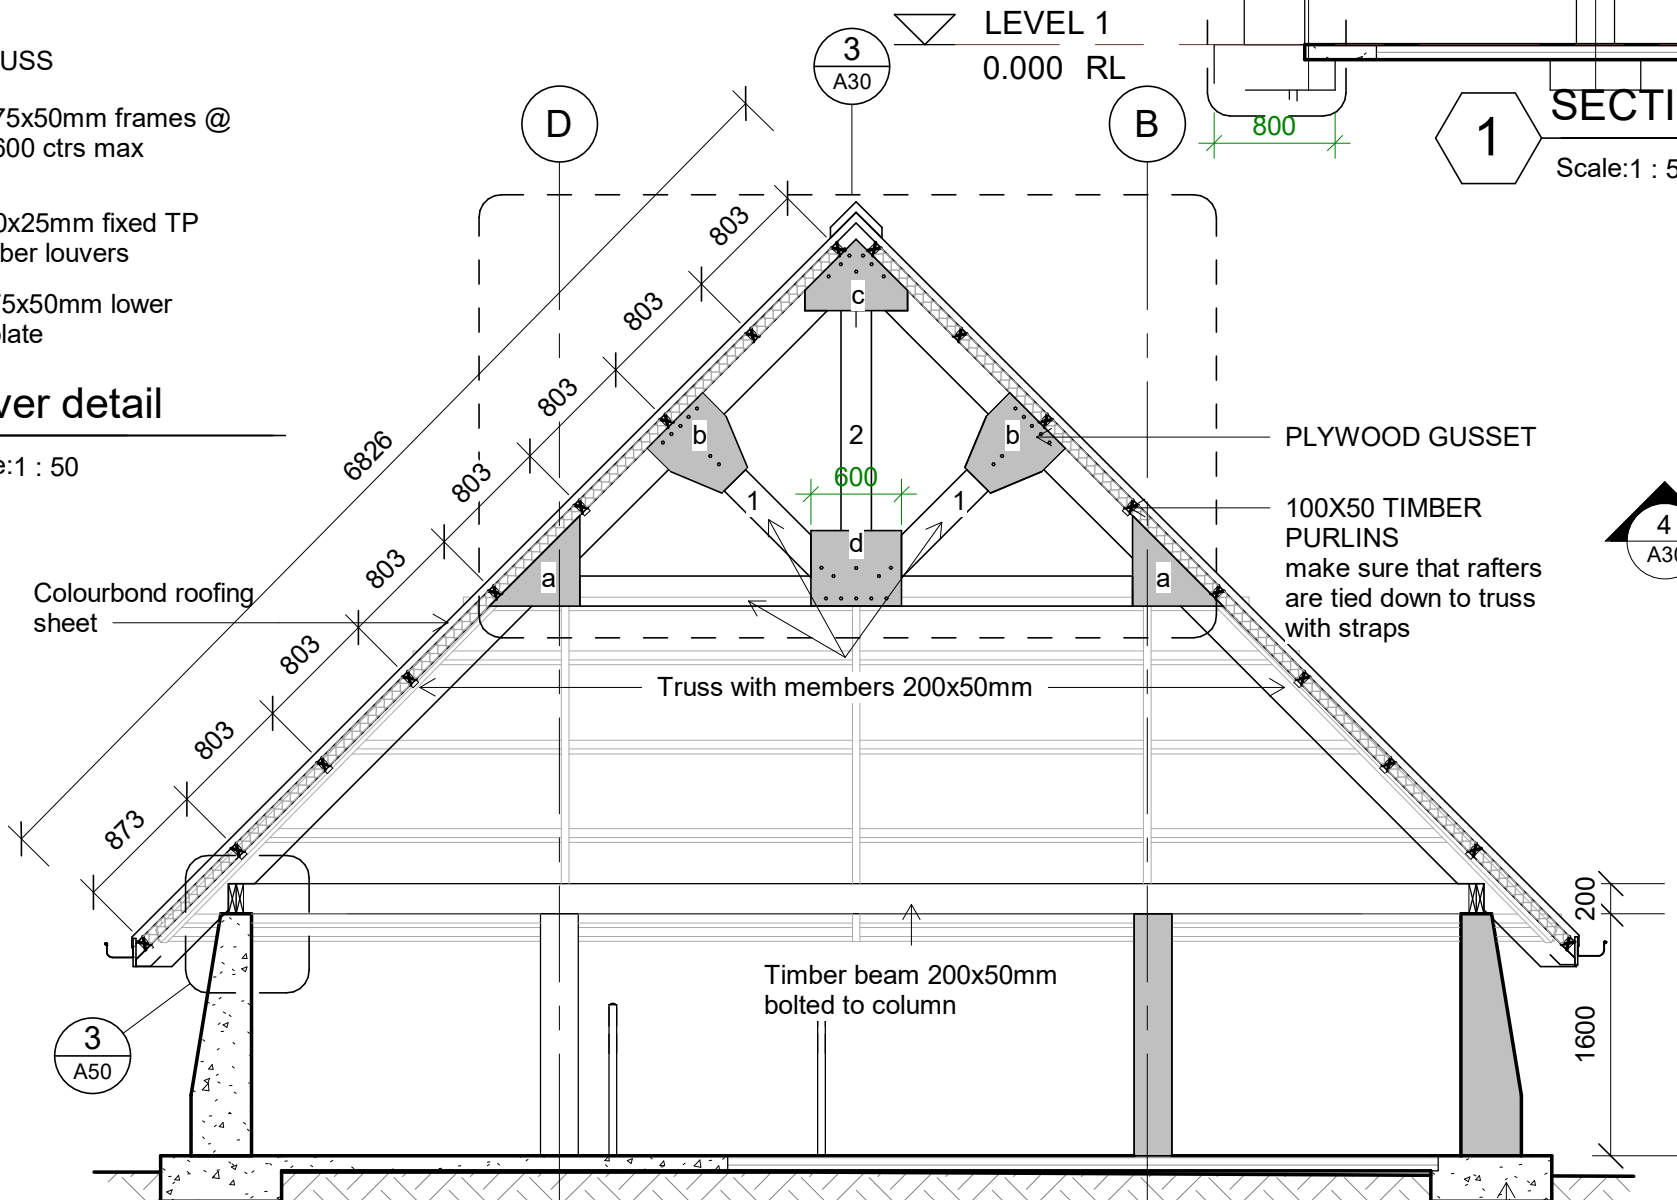 USS
75x50mm frames @
600 ctrs max
0x25mm fixed TP
ber louvers
75x50mm lower
late
ver detail
e:1 : 50
3
A30
LEVEL 1
0.000 RL
D
B
800
1
SECTI
Scale:1 : 5
6826
803
803
803
803
803
803
803
873
c
b
b
2
600
1
1
d
a
a
PLYWOOD GUSSET
100X50 TIMBER
PURLINS
make sure that rafters
are tied down to truss
with straps
4
A30
Colourbond roofing
sheet
Truss with members 200x50mm
Timber beam 200x50mm
bolted to column
200
1600
3
A50